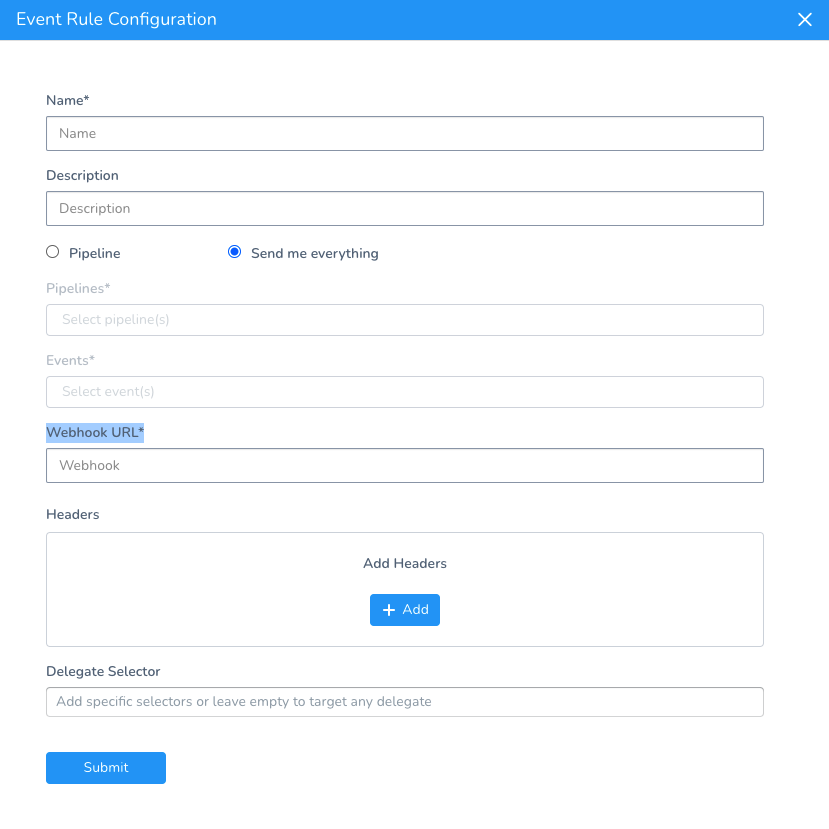 Event Rule Configuration
Name*
Name
Description
Description
Pipeline
Send me everything
Pipelines*
Select pipeline(s)
Events*
Select event(s)
Webhook URL*
Webhook
Headers
Add Headers
+ Add
Delegate Selector
Add specific selectors or leave empty to target any delegate
Submit